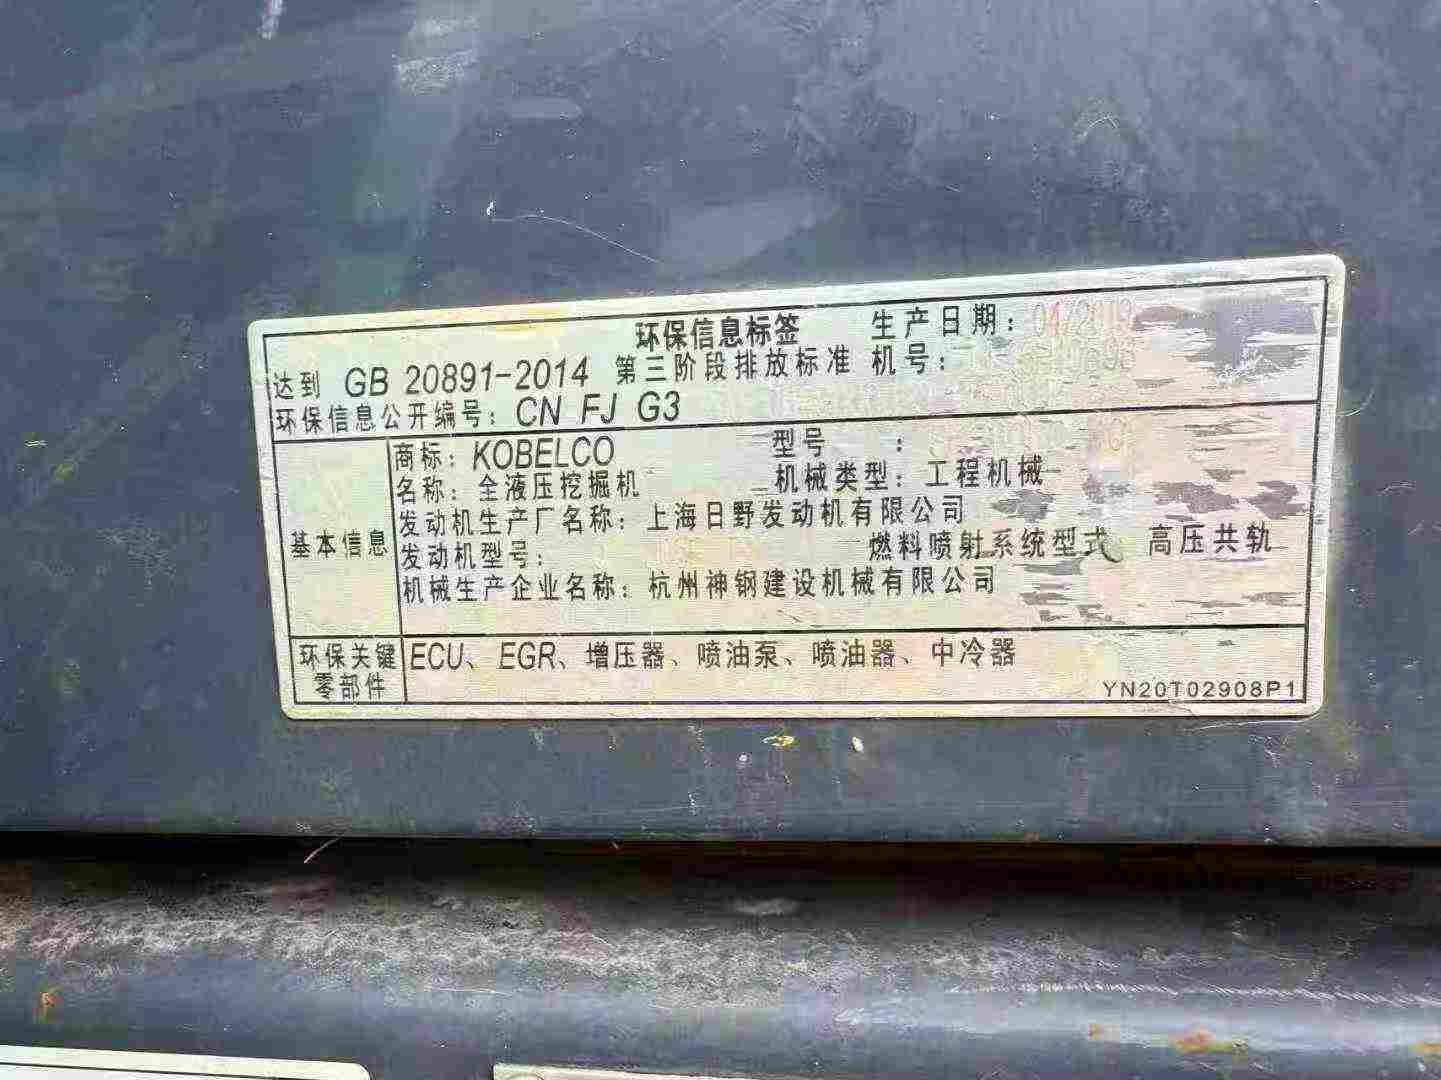 环保信息标签 生产日期：04/2019
达到 GB 20891-2014 第三阶段排放标准 机号：
环保信息公开编号：CN FJ G3
基本信息
商标：KOBELCO 型号：
名称：全液压挖掘机 机械类型：工程机械
发动机生产厂名称：上海日野发动机有限公司
发动机型号： 燃料喷射系统型式 高压共轨
机械生产企业名称：杭州神钢建设机械有限公司
环保关键零部件
ECU、EGR、增压器、喷油泵、喷油器、中冷器
YN20T02908P1